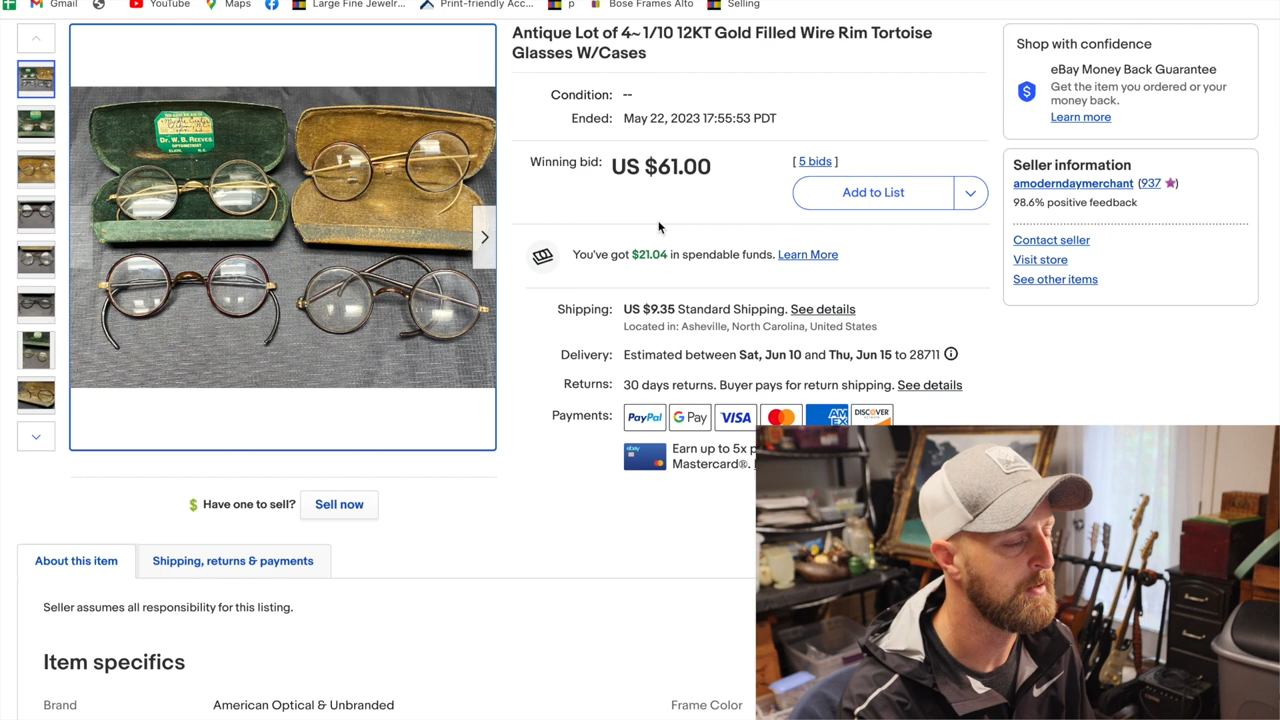 Gmail
YouTube
Maps
Large Fine Jewelr...
Print-friendly Acc...
p
Bose Frames Alto
Selling
Antique Lot of 4~ 1/10 12KT Gold Filled Wire Rim Tortoise
Glasses W/Cases
Condition: --
Ended: May 22, 2023 17:55:53 PDT
Winning bid: US $61.00 [ 5 bids ]
Add to List
You've got $21.04 in spendable funds. Learn More
Shipping: US $9.35 Standard Shipping. See details
Located in: Asheville, North Carolina, United States
Delivery: Estimated between Sat, Jun 10 and Thu, Jun 15 to 28711
Returns: 30 days returns. Buyer pays for return shipping. See details
Payments: PayPal G Pay VISA AM EX DISCOVER
ebay Earn up to 5x p
Mastercard®.
Shop with confidence
eBay Money Back Guarantee
Get the item you ordered or your
money back.
Learn more
Seller information
amoderndaymerchant (937)
98.6% positive feedback
Contact seller
Visit store
See other items
Dr. W. B. REEVES
OPTOMETRIST
Have one to sell? Sell now
About this item
Shipping, returns & payments
Seller assumes all responsibility for this listing.
Item specifics
Brand American Optical & Unbranded Frame Color